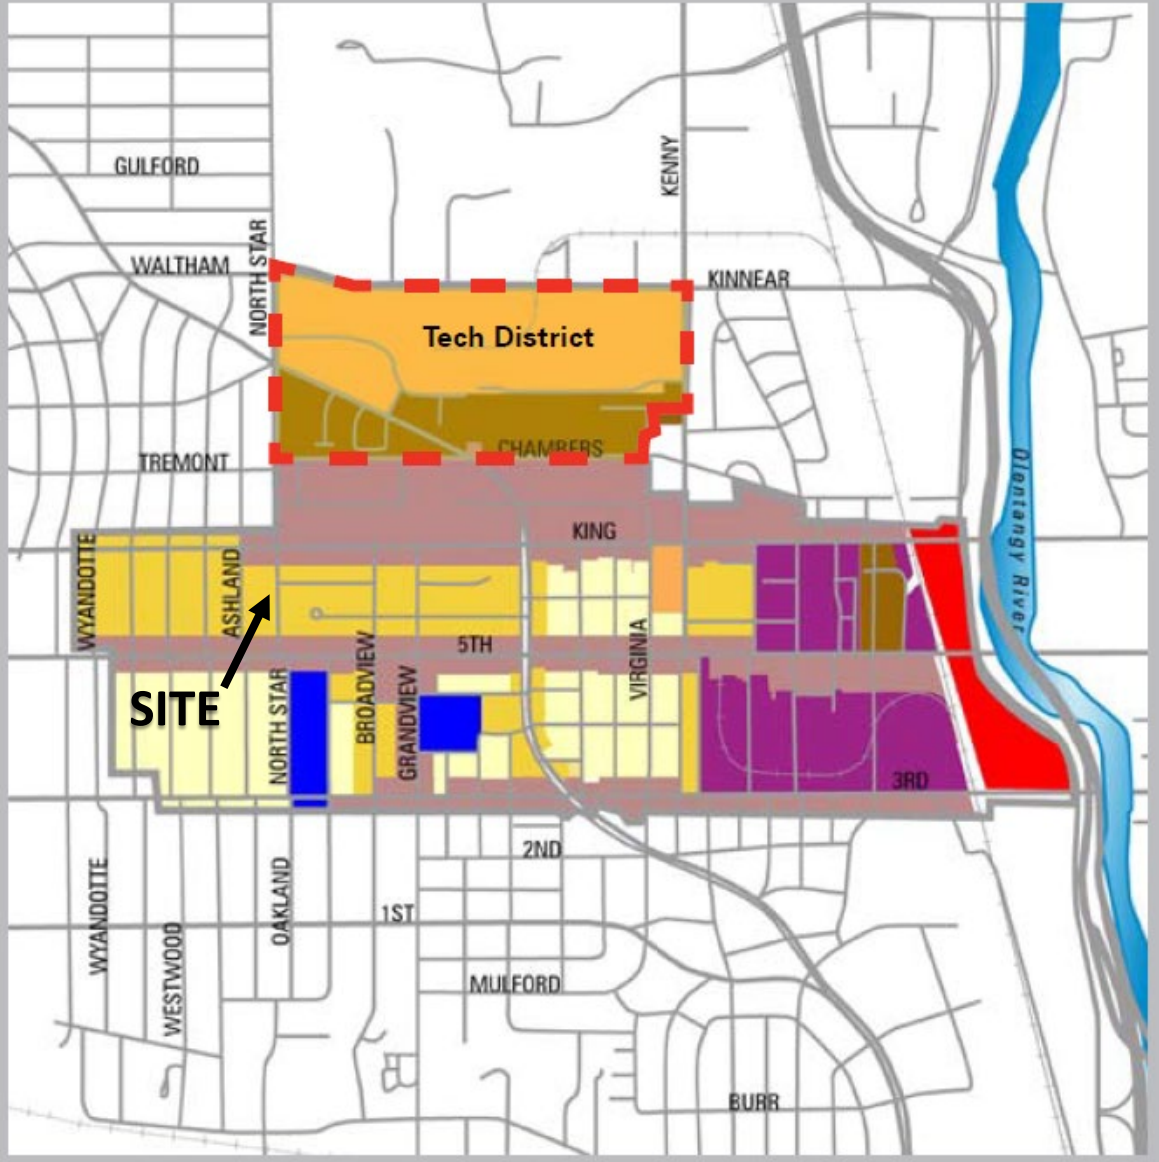 GULFORD
KENNY
NORTH STAR
WALTHAM
KINNEAR
Tech District
CHAMBERS
TREMONT
KING
Olentangy River
WYANDOTTE
ASHLAND
5TH
VIRGINIA
BROADVIEW
SITE
NORTH STAR
GRANDVIEW
3RD
2ND
WYANDOTTE
OAKLAND
1ST
WESTWOOD
MULFORD
BURR